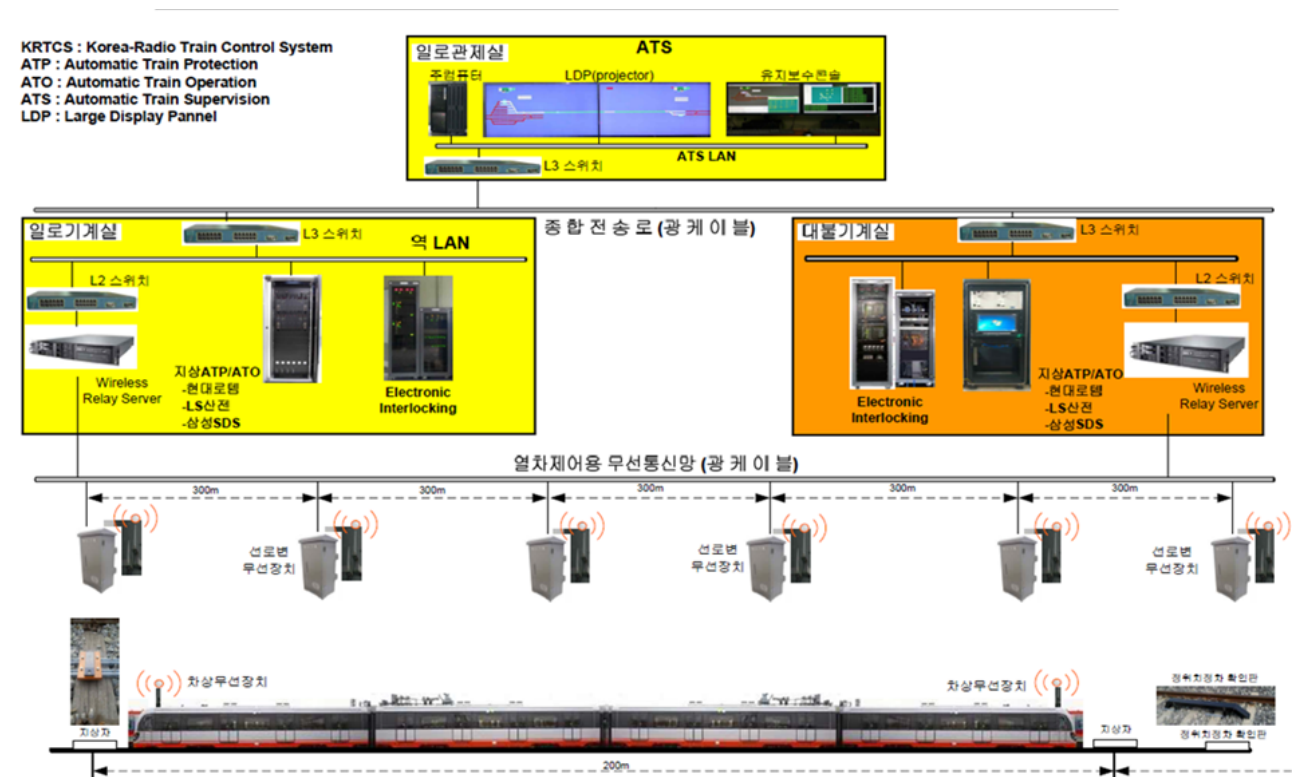 KRTCS : Korea-Radio Train Control System
ATP : Automatic Train Protection
ATO : Automatic Train Operation
ATS : Automatic Train Supervision
LDP : Large Display Pannel
일로관제실
ATS
주컴퓨터
LDP(projector)
유지보수콘솔
ATS LAN
L3 스위치
종합전송로(광케이블)
일로기계실
L3 스위치
역 LAN
L2 스위치
Wireless
Relay Server
지상ATP/ATO
-현대로템
-LS산전
-삼성SDS
Electronic
Interlocking
대불기계실
L3 스위치
L2 스위치
Electronic
Interlocking
지상ATP/ATO
-현대로템
-LS산전
-삼성SDS
Wireless
Relay Server
열차제어용 무선통신망 (광케이블)
300m
300m
300m
300m
300m
선로변
무선장치
선로변
무선장치
선로변
무선장치
차상무선장치
차상무선장치
정위치정차 확인판
지상자
지상자
정위치정차 확인판
200m